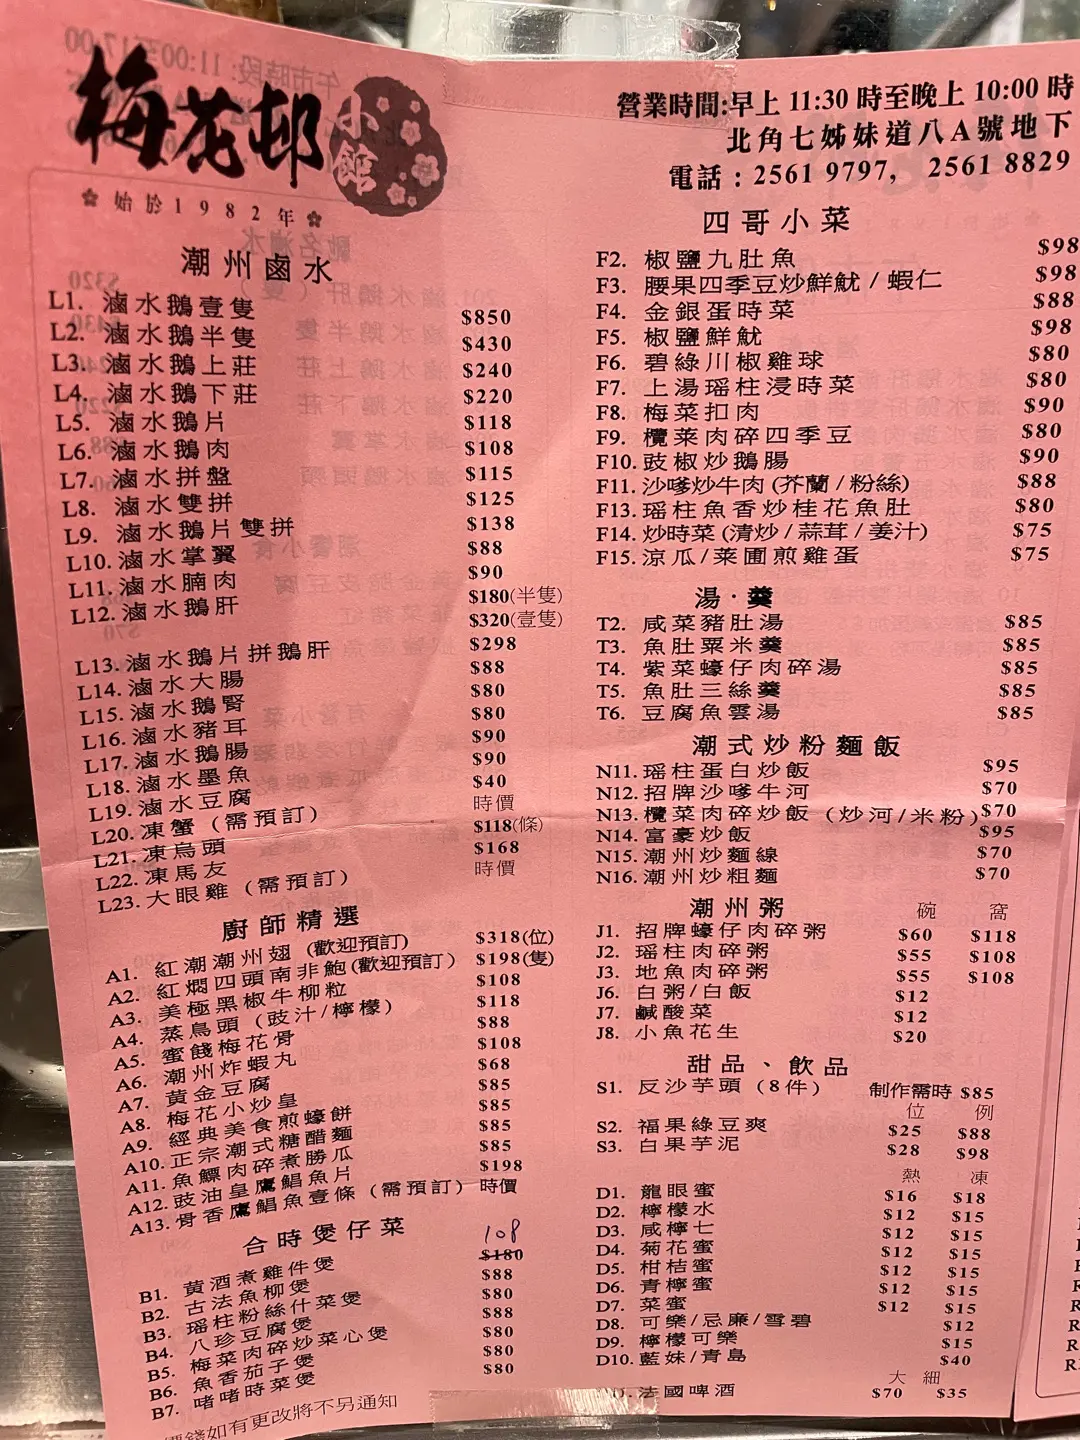 梅花邨小館
始於1982年
營業時間:早上 11:30 時至晚上 10:00 時
北角七姊妹道八A號地下
電話 : 2561 9797, 2561 8829
潮州鹵水
L1. 滷水鵝壹隻 $850
L2. 滷水鵝半隻 $430
L3. 滷水鵝上莊 $240
L4. 滷水鵝下莊 $220
L5. 滷水鵝片 $118
L6. 滷水鵝肉 $108
L7. 滷水拼盤 $115
L8. 滷水雙拼 $125
L9. 滷水鵝片雙拼 $138
L10. 滷水掌翼 $88
L11. 滷水腩肉 $90
L12. 滷水鵝肝 $180(半隻)
$320(壹隻)
L13. 滷水鵝片拼鵝肝 $298
L14. 滷水大腸 $88
L15. 滷水鵝腎 $80
L16. 滷水豬耳 $80
L17. 滷水鵝腸 $90
L18. 滷水墨魚 $90
L19. 滷水豆腐 $40
L20. 凍蟹 (需預訂) 時價
L21. 凍烏頭 $118(條)
L22. 凍馬友 $168
L23. 大眼雞 (需預訂) 時價
廚師精選
A1. 紅潮潮州翅 (歡迎預訂) $318(位)
A2. 紅燜四頭南非鮑(歡迎預訂) $198(隻)
A3. 美極黑椒牛柳粒 $108
A4. 蒸烏頭 (豉汁/檸檬) $118
A5. 蜜餞梅花骨 $88
A6. 潮州炸蝦丸 $108
A7. 黃金豆腐 $68
A8. 梅花小炒皇 $85
A9. 經典美食煎蠔餅 $85
A10. 正宗潮式糖醋麵 $85
A11. 魚鰾肉碎煮勝瓜 $85
A12. 豉油皇鷹鯧魚片 $198
A13. 骨香鷹鯧魚壹條 (需預訂) 時價
合時煲仔菜
108
B1. 黃酒煮雞件煲 $180
B2. 古法魚柳煲 $88
B3. 瑶柱粉絲什菜煲 $80
B4. 八珍豆腐煲 $88
B5. 梅菜肉碎炒菜心煲 $80
B6. 魚香茄子煲 $80
B7. 啫啫時菜煲 $80
價錢如有更改將不另通知
四哥小菜
F2. 椒鹽九肚魚 $98
F3. 腰果四季豆炒鮮魷 / 蝦仁 $98
F4. 金銀蛋時菜 $88
F5. 椒鹽鮮魷 $98
F6. 碧綠川椒雞球 $80
F7. 上湯瑶柱浸時菜 $80
F8. 梅菜扣肉 $90
F9. 欖菜肉碎四季豆 $80
F10. 豉椒炒鵝腸 $90
F11. 沙嗲炒牛肉 (芥蘭 / 粉絲) $88
F13. 瑶柱魚香炒桂花魚肚 $80
F14. 炒時菜 (清炒 / 蒜茸 / 姜汁) $75
F15. 涼瓜 / 菜圃煎雞蛋 $75
湯 · 羹
T2. 咸菜豬肚湯 $85
T3. 魚肚粟米羹 $85
T4. 紫菜蠔仔肉碎湯 $85
T5. 魚肚三絲羹 $85
T6. 豆腐魚雲湯 $85
潮式炒粉麵飯
N11. 瑶柱蛋白炒飯 $95
N12. 招牌沙嗲牛河 $70
N13. 欖菜肉碎炒飯 (炒河/米粉) $70
N14. 富豪炒飯 $95
N15. 潮州炒麵線 $70
N16. 潮州炒粗麵 $70
潮州粥 碗 窩
J1. 招牌蠔仔肉碎粥 $60 $118
J2. 瑶柱肉碎粥 $55 $108
J3. 地魚肉碎粥 $55 $108
J6. 白粥/白飯 $12
J7. 鹹酸菜 $12
J8. 小魚花生 $20
甜品、飲品
S1. 反沙芋頭 (8件) 制作需時 $85
位 例
S2. 福果綠豆爽 $25 $88
S3. 白果芋泥 $28 $98
熱 凍
D1. 龍眼蜜 $16 $18
D2. 檸檬水 $12 $15
D3. 咸檸七 $12 $15
D4. 菊花蜜 $12 $15
D5. 柑桔蜜 $12 $15
D6. 青檸蜜 $12 $15
D7. 菜蜜 $12 $15
D8. 可樂/忌廉/雪碧 $12
D9. 檸檬可樂 $15
D10. 藍妹/青島 $40
大 細
法國啤酒 $70 $35